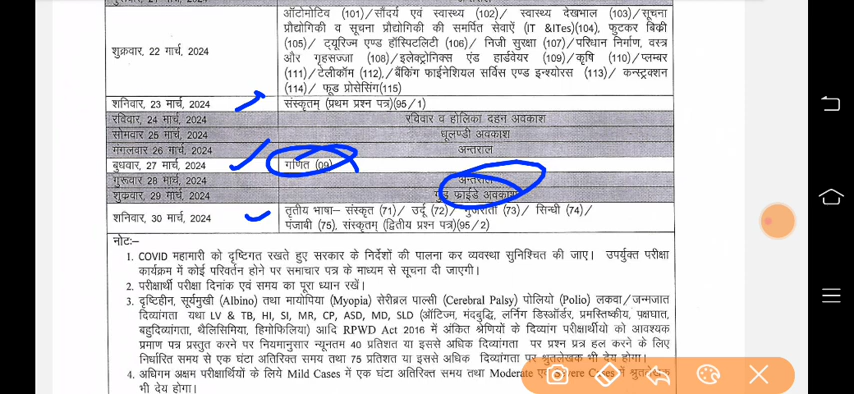 ऑटोमोटिव (101)/सौंदर्य एवं स्वास्थ्य (102)/ स्वास्थ्य देखभाल (103)/सूचना
प्रौद्योगिकी व सूचना प्रौद्योगिकी की समर्पित सेवाऐं (IT &ITes)(104), फुटकर बिक्री
शुक्रवार, 22 मार्च, 2024
(105)/ ट्यूरिज्म एण्ड हॉस्पिटलिटी (106)/ निजी सुरक्षा (107)/परिधान निर्माण, वस्त्र
और गृहसज्जा (108)/इलेक्ट्रोनिक्स एंड हार्डवेयर (109)/कृषि (110)/प्लम्बर
(111)/टेलीकॉम (112),/बैंकिंग फाईनेशियल सर्विस एण्ड इन्श्योरस (113)/ कन्स्ट्रक्शन
(114)/ फूड प्रोसेसिंग(115)
शनिवार, 23 मार्च, 2024 संस्कृतम् (प्रथम प्रश्न पत्र)(95/1)
रविवार, 24 मार्च, 2024 रविवार व होलिका दहन अवकाश
सोमवार 25 मार्च, 2024 धूलण्डी अवकाश
मंगलवार 26 मार्च, 2024 अन्तराल
बुधवार, 27 मार्च, 2024 गणित (09)
गुरूवार 28 मार्च, 2024 अन्तराल
शुक्रवार, 29 मार्च, 2024 गुड फाईडे अवकाश
शनिवार, 30 मार्च, 2024 तृतीय भाषा– संस्कृत (71)/ उर्दू (72)/ गुजराती (73)/ सिन्धी (74)/
पंजाबी (75), संस्कृतम् (द्वितीय प्रश्न पत्र)(95/2)
नोट:–
1. COVID महामारी को दृष्टिगत रखते हुए सरकार के निर्देशों की पालना कर व्यवस्था सुनिश्चित की जाए। उपर्युक्त परीक्षा
कार्यक्रम में कोई परिवर्तन होने पर समाचार पत्र के माध्यम से सूचना दी जाएगी।
2. परीक्षार्थी परीक्षा दिनांक एवं समय का पूरा ध्यान रखें।
3. दृष्टिहीन, सूर्यमुखी (Albino) तथा मायोपिया (Myopia) सेरीब्रल पाल्सी (Cerebral Palsy) पोलियो (Polio) लकवा/जन्मजात
दिव्यांगता यथा LV & TB, HI, SI, MR, CP, ASD, MD, SLD (ऑटिज्म, मंदबुद्धि, लर्निग डिसऑर्डर, प्रमस्तिष्कीय, पक्षघात,
बहुदिव्यांगता, थैलिसिमिया, हिमोफिलिया) आदि RPWD Act 2016 में अंकित श्रेणियों के दिव्यांग परीक्षार्थीयो को आवश्यक
प्रमाण पत्र प्रस्तुत करने पर नियमानुसार न्यूनतम 40 प्रतिशत या इससे अधिक दिव्यांगता पर प्रश्न प्रत्र हल करने के लिए
निर्धारित समय से एक घंटा अतिरिक्त समय तथा 75 प्रतिशत या इससे अधिक दिव्यांगता पर श्रुतलेखक भी देय होगा।
4. अधिगम अक्षम परीक्षार्थियों के लिये Mild Cases में एक घंटा अतिरिक्त समय तथा Moderate में श्रुतलेखक
भी देय होगा।